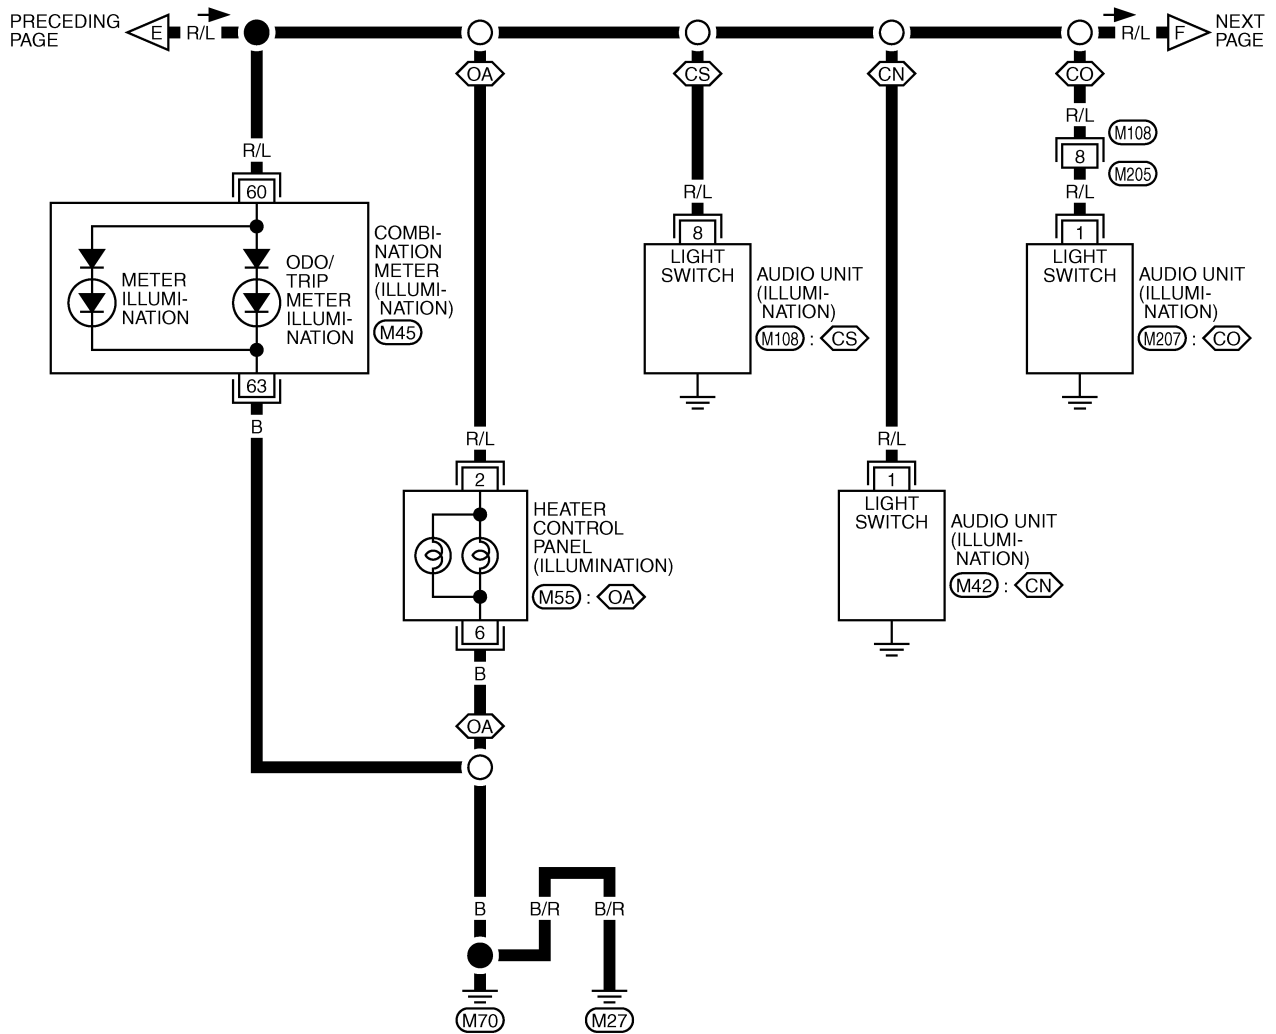 PRECEDING
PAGE
E
R/L
R/L
F
NEXT
PAGE
OA
CS
CN
CO
R/L
M108
8
M205
R/L
1
LIGHT
SWITCH
AUDIO UNIT
(ILLUMI-
NATION)
M207 : CO
R/L
60
METER
ILLUMI-
NATION
ODO/
TRIP
METER
ILLUMI-
NATION
COMBI-
NATION
METER
(ILLUMI-
NATION)
M45
63
B
R/L
8
LIGHT
SWITCH
AUDIO UNIT
(ILLUMI-
NATION)
M108 : CS
R/L
2
HEATER
CONTROL
PANEL
(ILLUMINATION)
M55 : OA
6
B
OA
R/L
1
LIGHT
SWITCH
AUDIO UNIT
(ILLUMI-
NATION)
M42 : CN
B
B/R
B/R
M70
M27